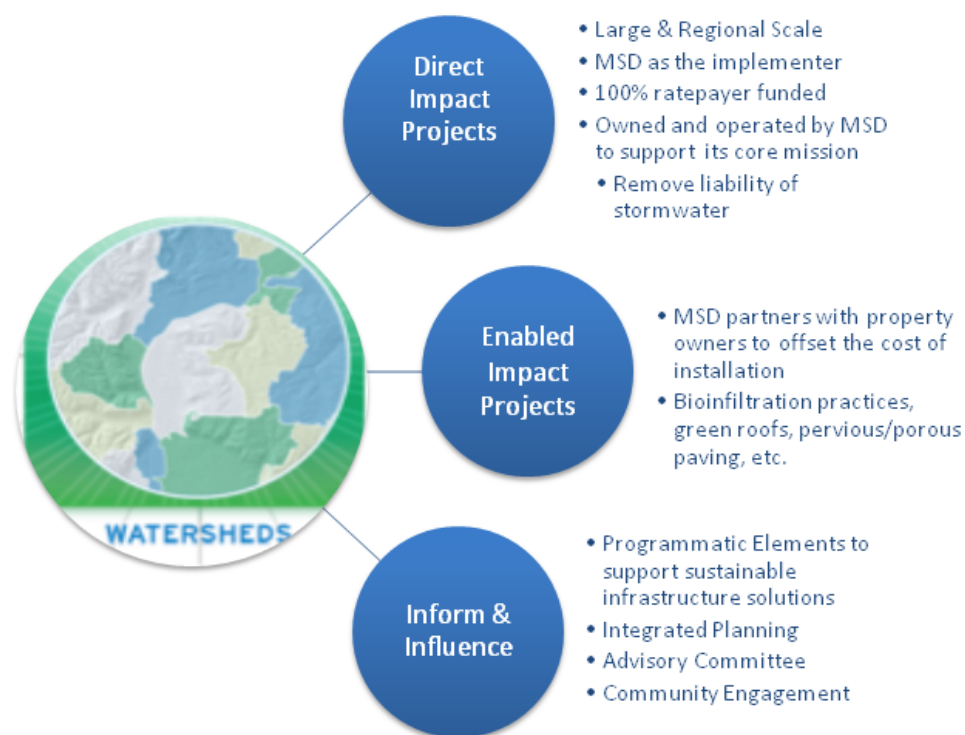 Direct
Impact
Projects
• Large & Regional Scale
• MSD as the implementer
• 100% ratepayer funded
• Owned and operated by MSD
to support its core mission
• Remove liability of
stormwater
WATERSHEDS
Enabled
Impact
Projects
• MSD partners with property
owners to offset the cost of
installation
• Bioinfiltration practices,
green roofs, pervious/porous
paving, etc.
Inform &
Influence
• Programmatic Elements to
support sustainable
infrastructure solutions
• Integrated Planning
• Advisory Committee
• Community Engagement